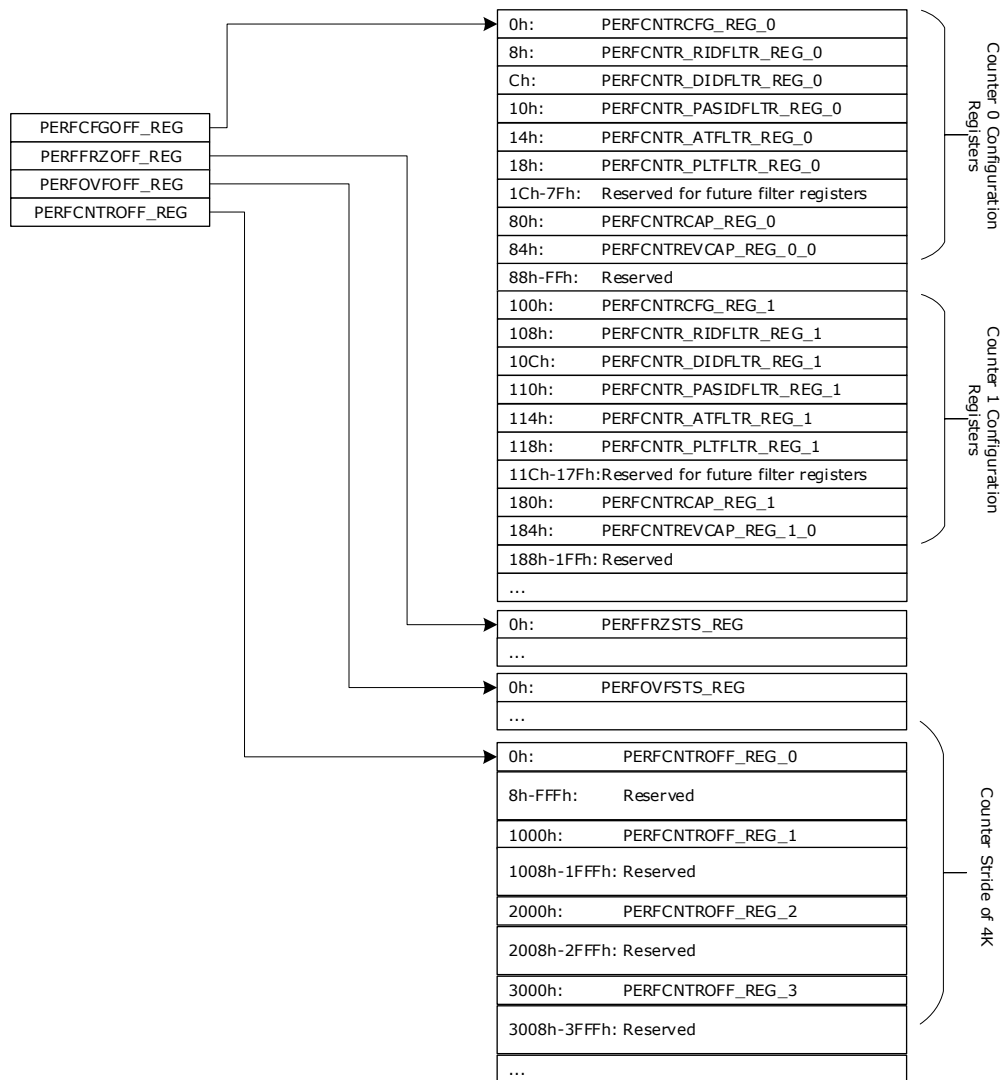 PERFCFGOFF_REG
PERFFRZOFF_REG
PERFOVFOFF_REG
PERFCNTROFF_REG
0h: PERFCNTRCFG_REG_0
8h: PERFCNTR_RIDFLTR_REG_0
Ch: PERFCNTR_DIDFLTR_REG_0
10h: PERFCNTR_PASIDFLTR_REG_0
14h: PERFCNTR_ATFLTR_REG_0
18h: PERFCNTR_PLTFLTR_REG_0
1Ch-7Fh: Reserved for future filter registers
80h: PERFCNTRCAP_REG_0
84h: PERFCNTREVCAP_REG_0_0
88h-FFh: Reserved
100h: PERFCNTRCFG_REG_1
108h: PERFCNTR_RIDFLTR_REG_1
10Ch: PERFCNTR_DIDFLTR_REG_1
110h: PERFCNTR_PASIDFLTR_REG_1
114h: PERFCNTR_ATFLTR_REG_1
118h: PERFCNTR_PLTFLTR_REG_1
11Ch-17Fh:Reserved for future filter registers
180h: PERFCNTRCAP_REG_1
184h: PERFCNTREVCAP_REG_1_0
188h-1FFh: Reserved
...
Counter 0 Configuration
Registers
Counter 1 Configuration
Registers
0h: PERFFRZSTS_REG
...
0h: PERFOVFSTS_REG
...
0h: PERFCNTROFF_REG_0
8h-FFFh: Reserved
1000h: PERFCNTROFF_REG_1
1008h-1FFFh: Reserved
2000h: PERFCNTROFF_REG_2
2008h-2FFFh: Reserved
3000h: PERFCNTROFF_REG_3
3008h-3FFFh: Reserved
...
Counter Stride of 4K